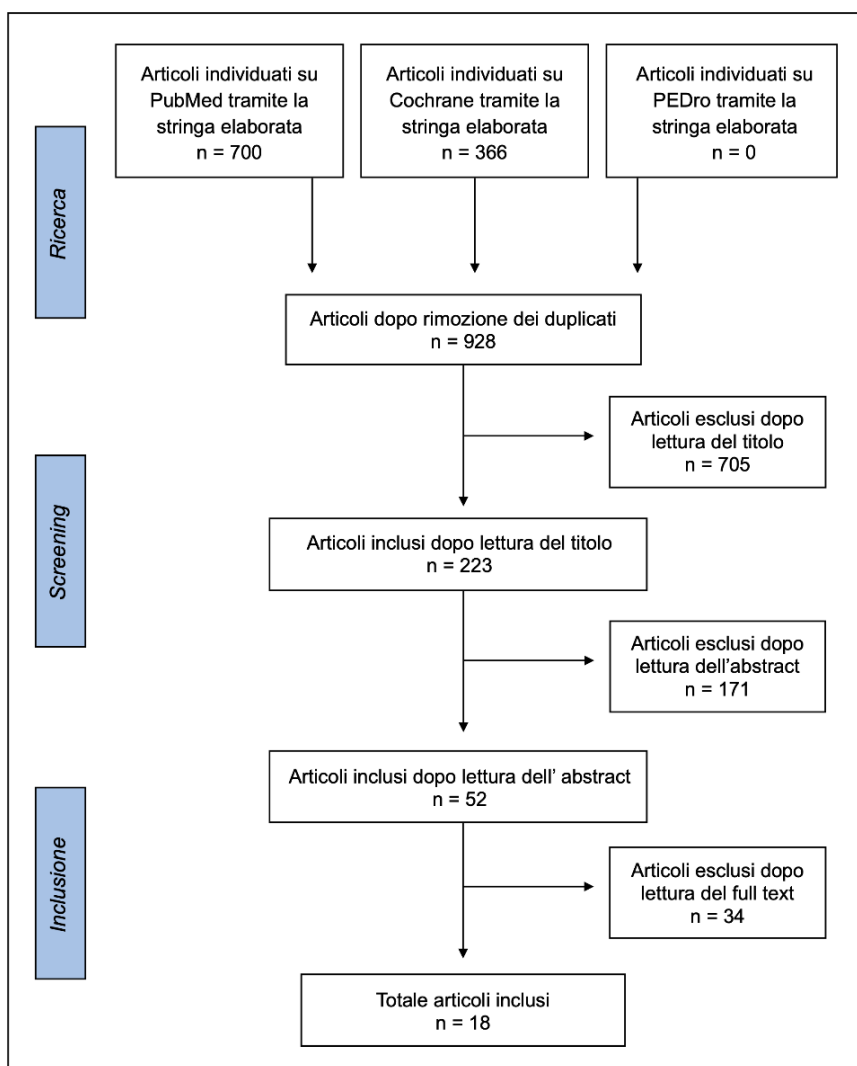 Articoli individuati su
PubMed tramite la
stringa elaborata
n = 700
Articoli individuati su
Cochrane tramite la
stringa elaborata
n = 366
Articoli individuati su
PEDro tramite la
stringa elaborata
n = 0
Ricerca
Articoli dopo rimozione dei duplicati
n = 928
Articoli esclusi dopo
lettura del titolo
n = 705
Screening
Articoli inclusi dopo lettura del titolo
n = 223
Articoli esclusi dopo
lettura dell'abstract
n = 171
Articoli inclusi dopo lettura dell' abstract
n = 52
Inclusione
Articoli esclusi dopo
lettura del full text
n = 34
Totale articoli inclusi
n = 18